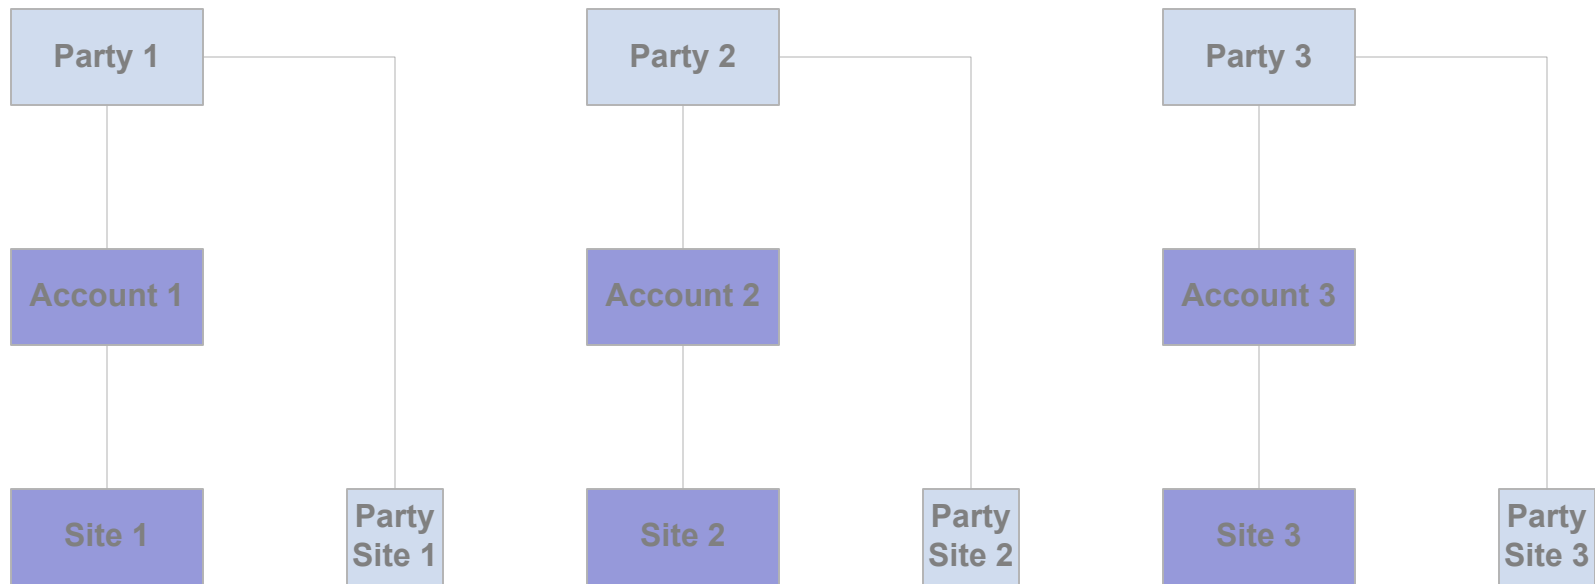 Party 1
Party 2
Party 3
Account 1
Account 2
Account 3
Site 1
Party
Site 1
Site 2
Party
Site 2
Site 3
Party
Site 3